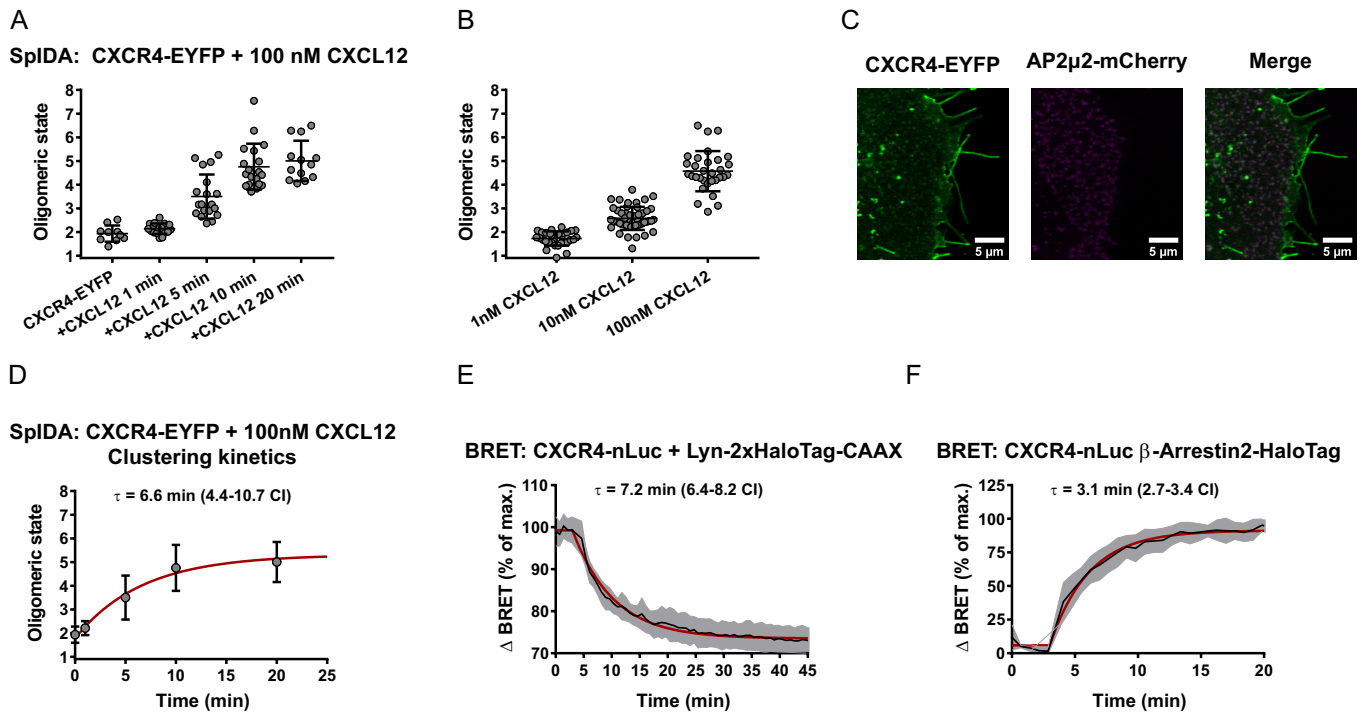 A
SpIDA: CXCR4-EYFP + 100 nM CXCL12
Oligomeric state
8
7
6
5
4
3
2
1
CXCR4-EYFP
+CXCL12 1 min
+CXCL12 5 min
+CXCL12 10 min
+CXCL12 20 min
B
Oligomeric state
8
7
6
5
4
3
2
1
1nM CXCL12
10nM CXCL12
100nM CXCL12
C
CXCR4-EYFP
AP2μ2-mCherry
Merge
5 μm
5 μm
5 μm
D
SpIDA: CXCR4-EYFP + 100nM CXCL12
Clustering kinetics
τ = 6.6 min (4.4-10.7 CI)
Oligomeric state
8
7
6
5
4
3
2
1
0 5 10 15 20 25
Time (min)
E
BRET: CXCR4-nLuc + Lyn-2xHaloTag-CAAX
τ = 7.2 min (6.4-8.2 CI)
Δ BRET (% of max.)
110
100
90
80
70
0 5 10 15 20 25 30 35 40 45
Time (min)
F
BRET: CXCR4-nLuc β-Arrestin2-HaloTag
τ = 3.1 min (2.7-3.4 CI)
Δ BRET (% of max.)
125
100
75
50
25
0
0 5 10 15 20
Time (min)